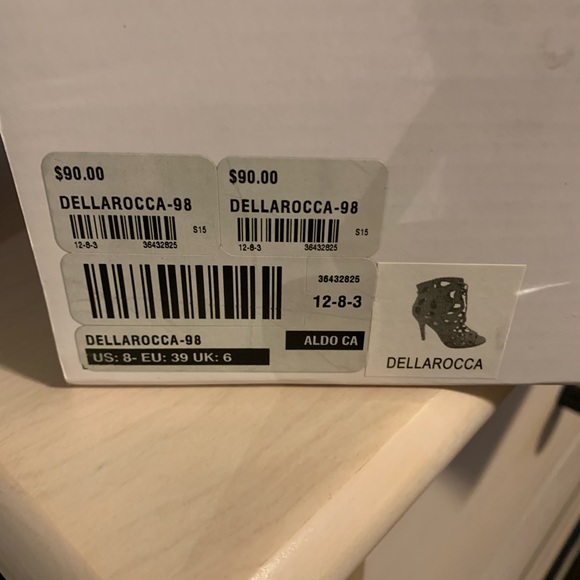 $90.00
DELLAROCCA-98
S15
12-8-3 36432825
$90.00
DELLAROCCA-98
S15
12-8-3 36432825
36432825
12-8-3
DELLAROCCA-98
ALDO CA
US: 8- EU: 39 UK: 6
DELLAROCCA